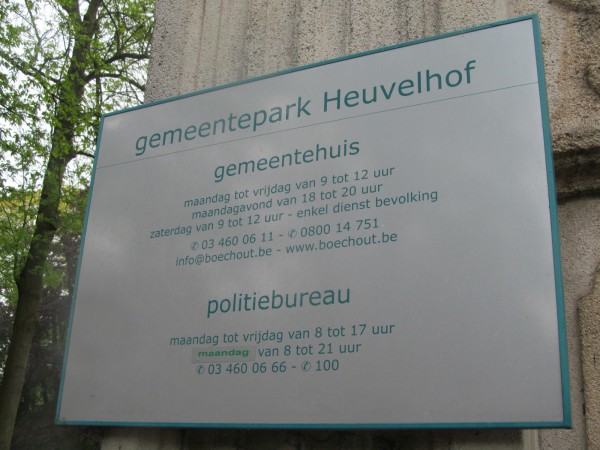 gemeentepark Heuvelhof
gemeentehuis
maandag tot vrijdag van 9 tot 12 uur
maandagavond van 18 tot 20 uur
zaterdag van 9 tot 12 uur - enkel dienst bevolking
✆ 03 460 06 11 - ✆ 0800 14 751
info@boechout.be - www.boechout.be
politiebureau
maandag tot vrijdag van 8 tot 17 uur
maandag van 8 tot 21 uur
✆ 03 460 06 66 - ✆ 100